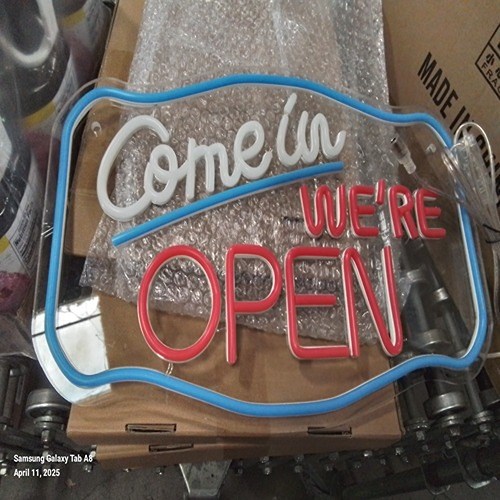 Come in
WE'RE
OPEN
MADE IN
Samsung Galaxy Tab A8
April 11, 2025